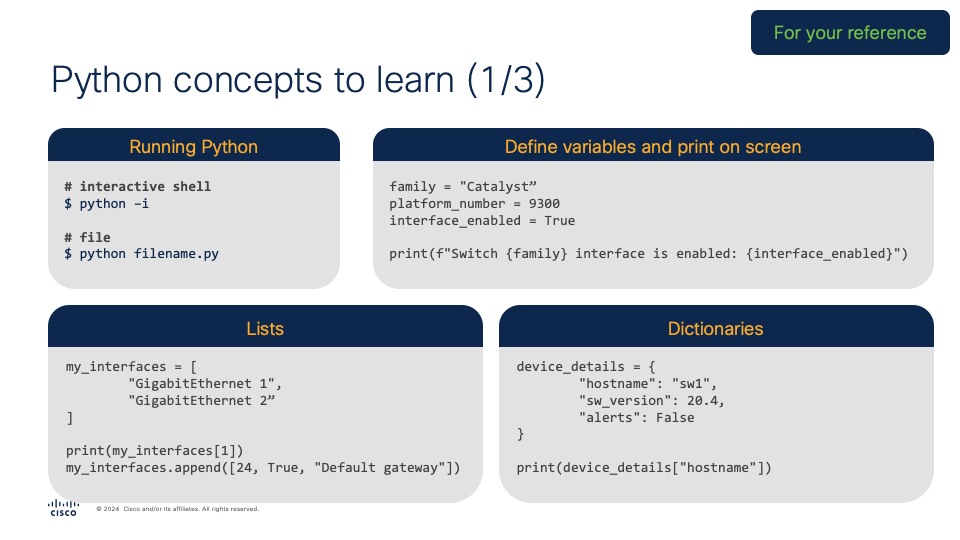 For your reference
Python concepts to learn (1/3)
Running Python
# interactive shell
$ python –i
# file
$ python filename.py
Define variables and print on screen
family = "Catalyst”
platform_number = 9300
interface_enabled = True
print(f"Switch {family} interface is enabled: {interface_enabled}")
Lists
my_interfaces = [
"GigabitEthernet 1",
"GigabitEthernet 2”
]
print(my_interfaces[1])
my_interfaces.append([24, True, "Default gateway"])
Dictionaries
device_details = {
"hostname": "sw1",
"sw_version": 20.4,
"alerts": False
}
print(device_details["hostname"])
CISCO
© 2024 Cisco and/or its affiliates. All rights reserved.